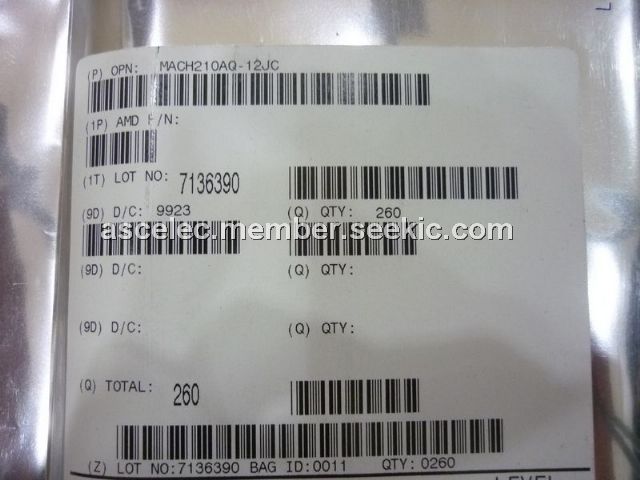 (P) OPN: MACH210AQ-12JC
(1P) AMD P/N:
(1T) LOT NO: 7136390
(9D) D/C: 9923 (Q) QTY: 260
ascelec.member.seekic.com
(9D) D/C: (Q) QTY:
(9D) D/C: (Q) QTY:
(Q) TOTAL: 260
(Z) LOT NO:7136390 BAG ID:0011 QTY:0260
LEVEL